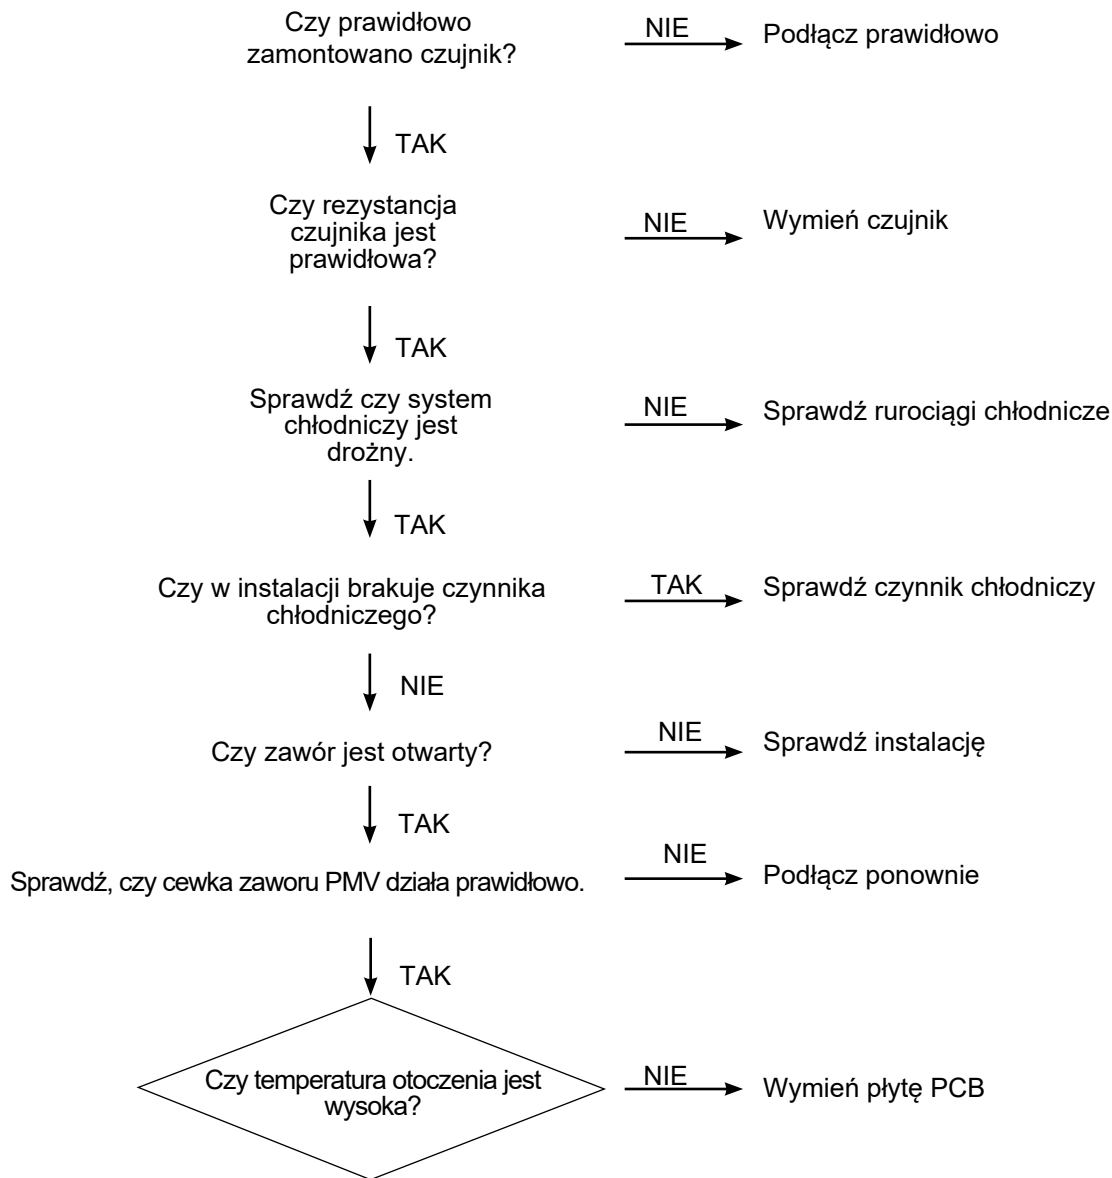 Czy prawidłowo
zamontowano czujnik?
NIE
Podłącz prawidłowo
TAK
Czy rezystancja
czujnika jest
prawidłowa?
NIE
Wymień czujnik
TAK
Sprawdź czy system
chłodniczy jest
drożny.
NIE
Sprawdź rurociągi chłodnicze
TAK
Czy w instalacji brakuje czynnika
chłodniczego?
TAK
Sprawdź czynnik chłodniczy
NIE
Czy zawór jest otwarty?
NIE
Sprawdź instalację
TAK
Sprawdź, czy cewka zaworu PMV działa prawidłowo.
NIE
Podłącz ponownie
TAK
Czy temperatura otoczenia jest
wysoka?
NIE
Wymień płytę PCB